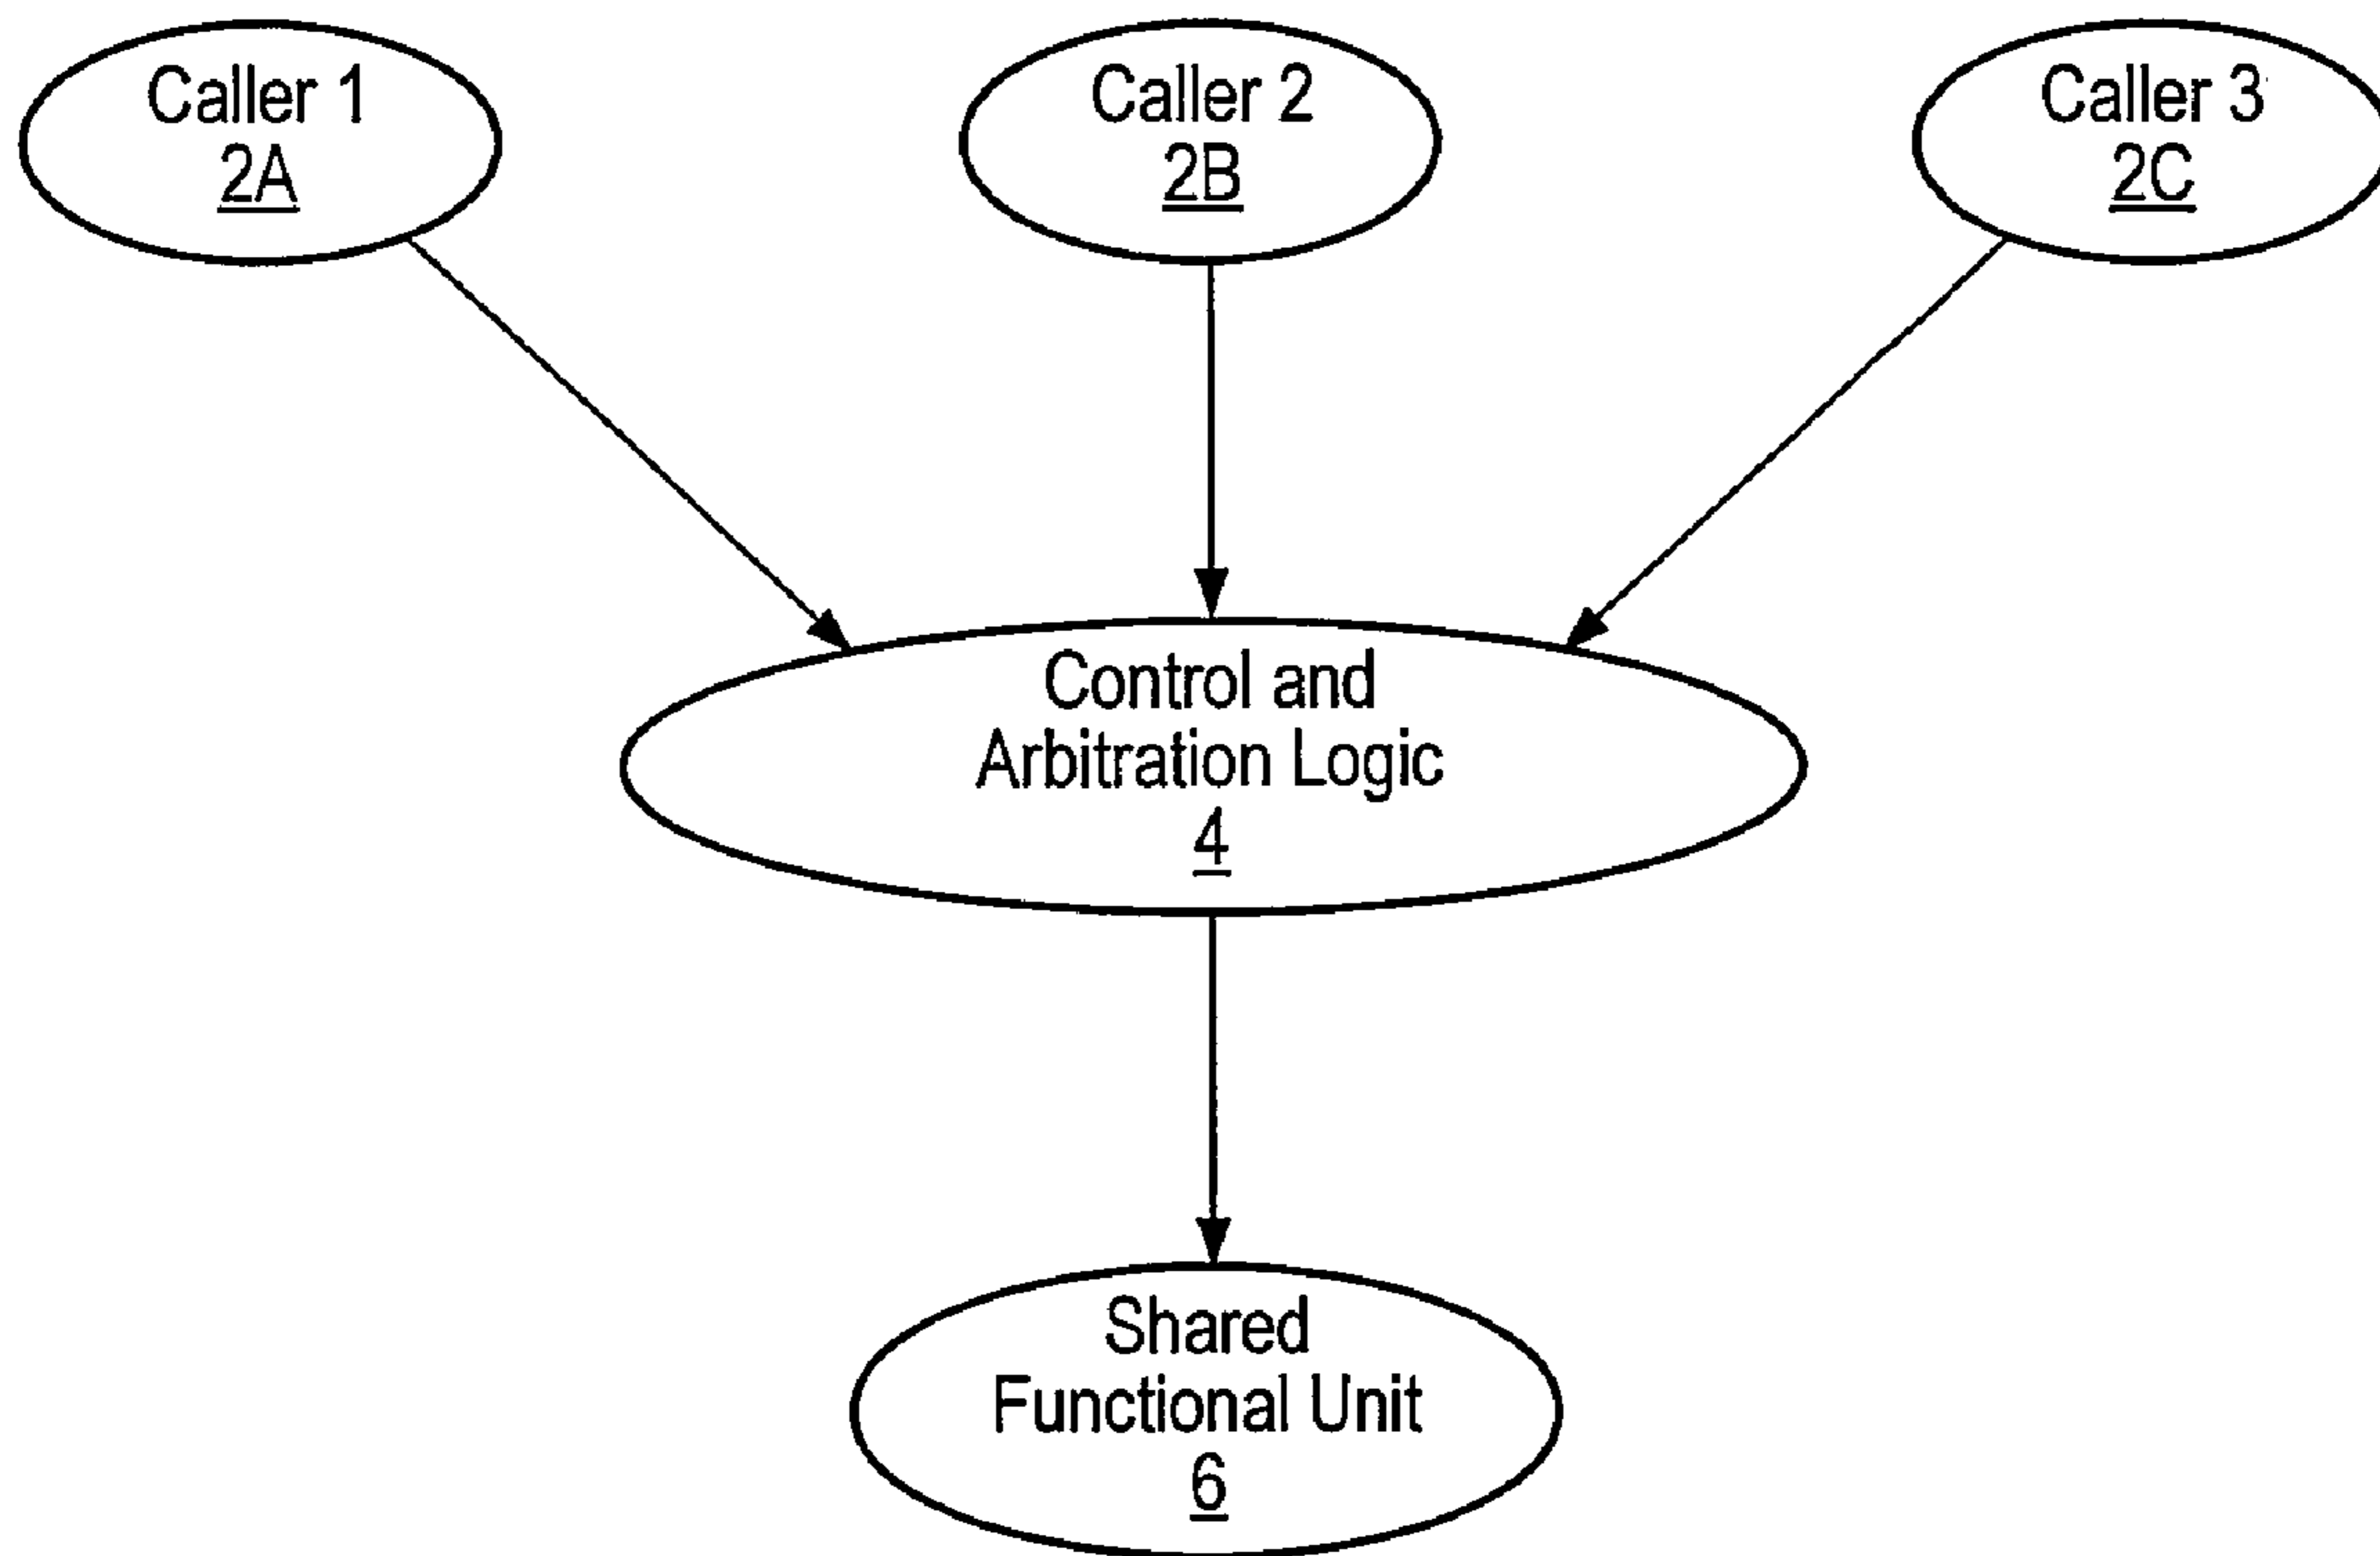 Caller 1
2A
Caller 2
2B
Caller 3
2C
Control and
Arbitration Logic
4
Shared
Functional Unit
6